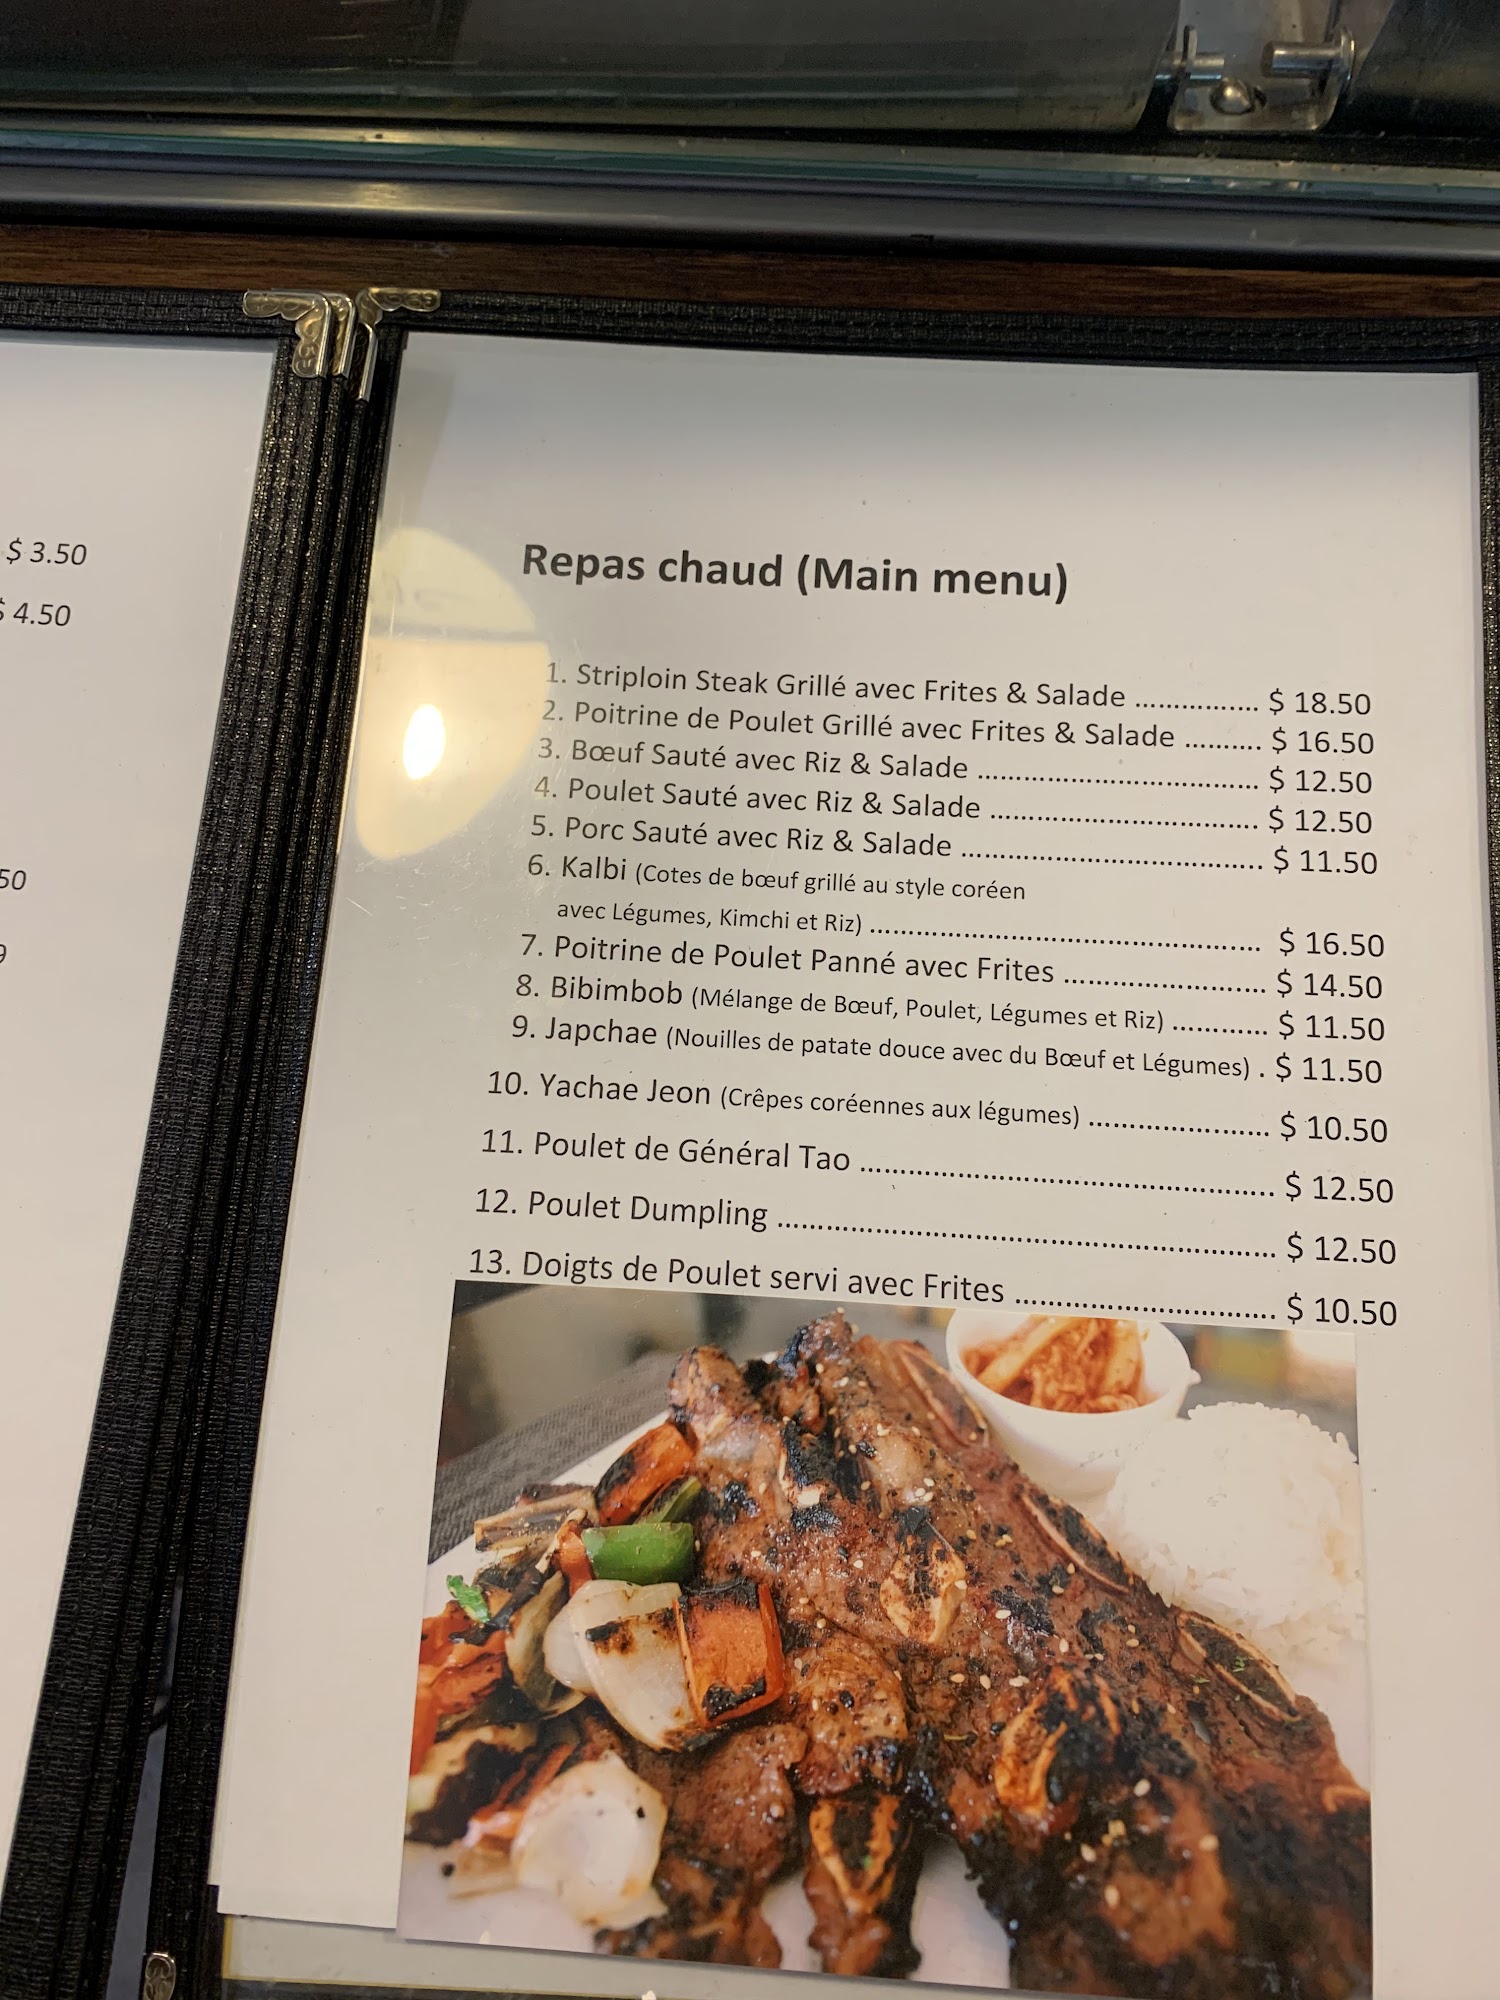 $ 3.50
$ 4.50
50
9
Repas chaud (Main menu)
1. Striploin Steak Grillé avec Frites & Salade ............... $ 18.50
2. Poitrine de Poulet Grillé avec Frites & Salade .......... $ 16.50
3. Bœuf Sauté avec Riz & Salade ................................... $ 12.50
4. Poulet Sauté avec Riz & Salade ................................. $ 12.50
5. Porc Sauté avec Riz & Salade ..................................... $ 11.50
6. Kalbi (Cotes de bœuf grillé au style coréen
avec Légumes, Kimchi et Riz) ................................................ $ 16.50
7. Poitrine de Poulet Panné avec Frites ......................... $ 14.50
8. Bibimbob (Mélange de Bœuf, Poulet, Légumes et Riz) ............ $ 11.50
9. Japchae (Nouilles de patate douce avec du Bœuf et Légumes) . $ 11.50
10. Yachae Jeon (Crêpes coréennes aux légumes) ...................... $ 10.50
11. Poulet de Général Tao ................................................... $ 12.50
12. Poulet Dumpling ............................................................. $ 12.50
13. Doigts de Poulet servi avec Frites ................................ $ 10.50